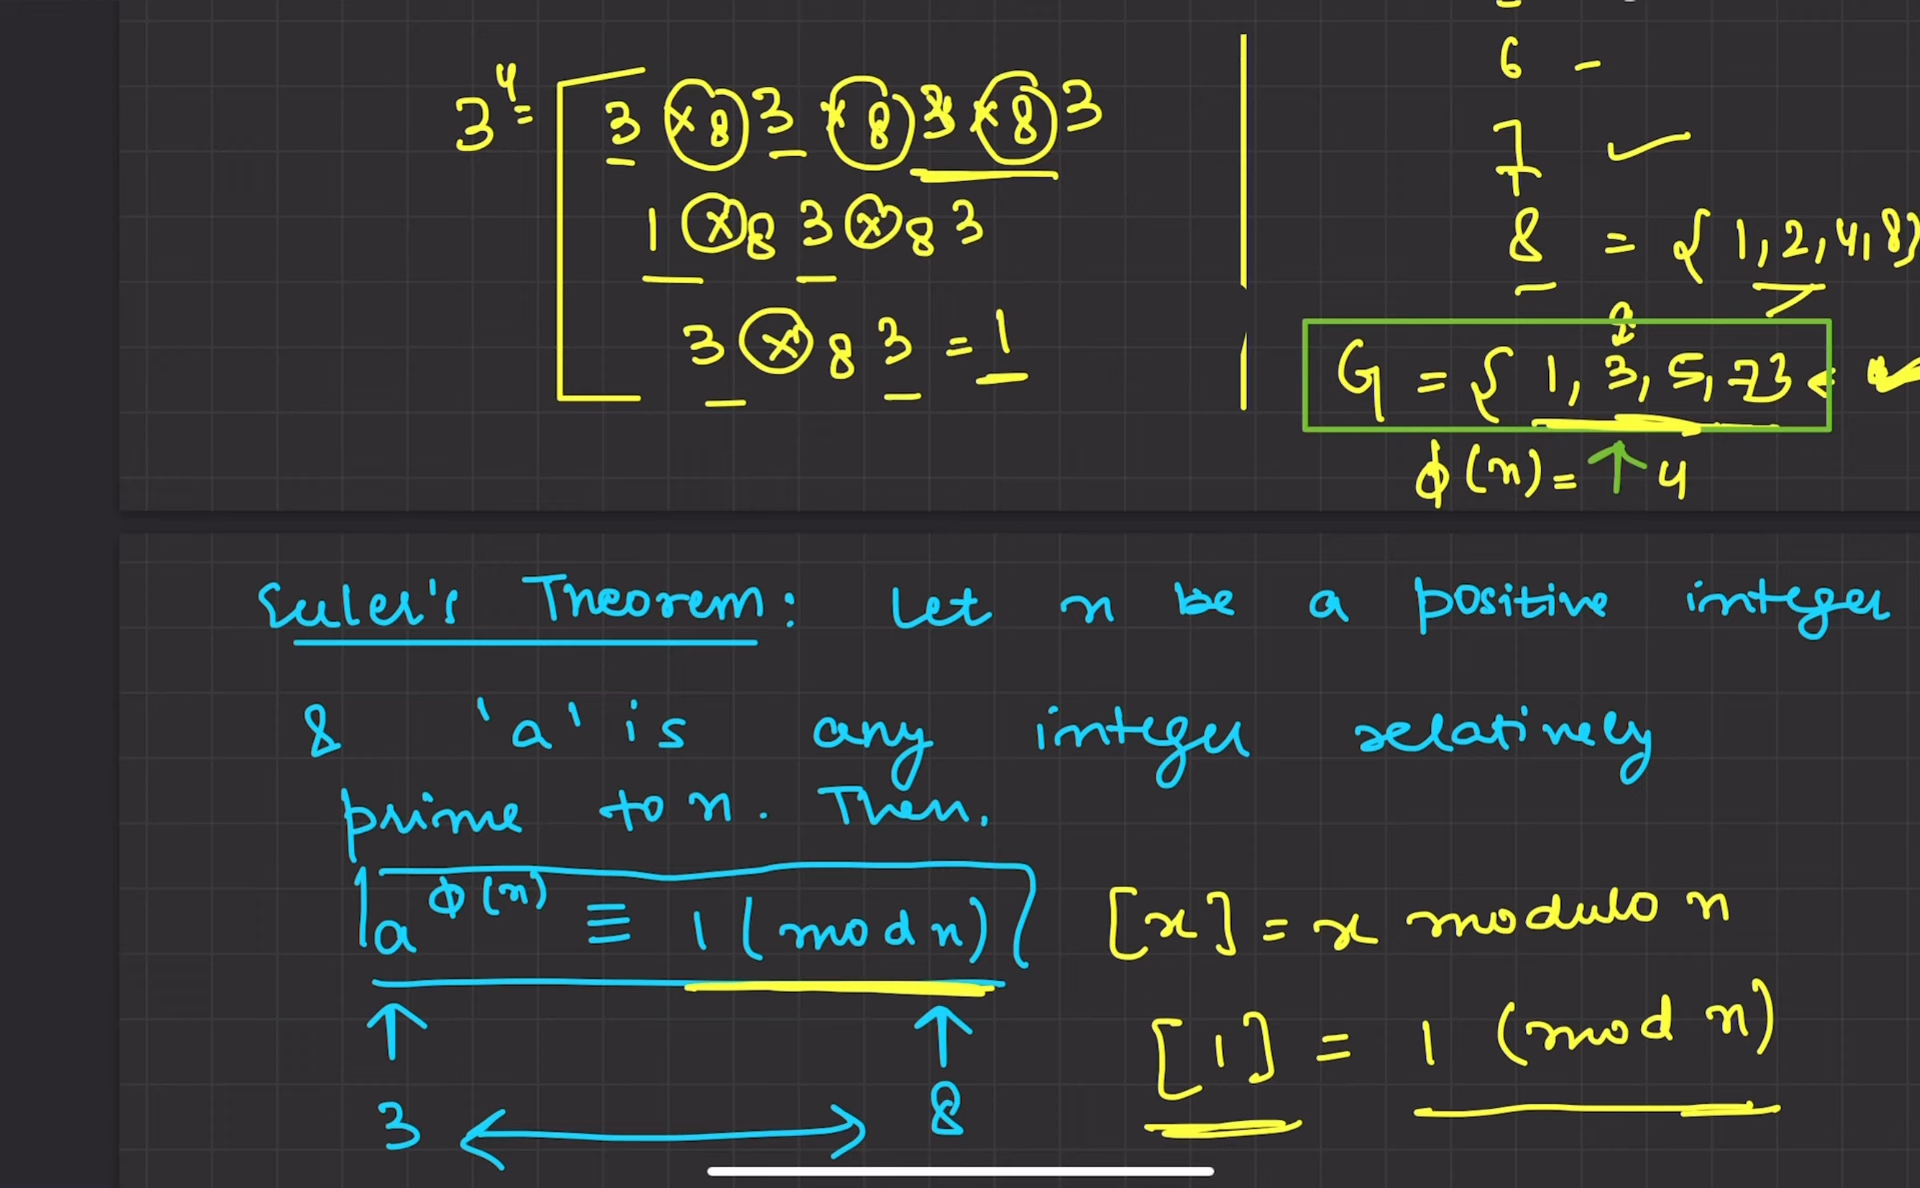 3⁴ = 3 ×8 3 ×8 3 ×8 3
1 ⊗8 3 ⊗8 3
3 ⊗8 3 = 1
6 -
7 ✓
8 = { 1, 2, 4, 8}
G = { 1, 3, 5, 7}
ϕ(n) = ↑ 4
Euler's Theorem: Let n be a positive integer
& 'a' is any integer relatively
prime to n. Then,
a^ϕ(n) ≡ 1 (mod n)
[x] = x modulo n
[1] = 1 (mod n)
↑ ↑
3 ↔ 8